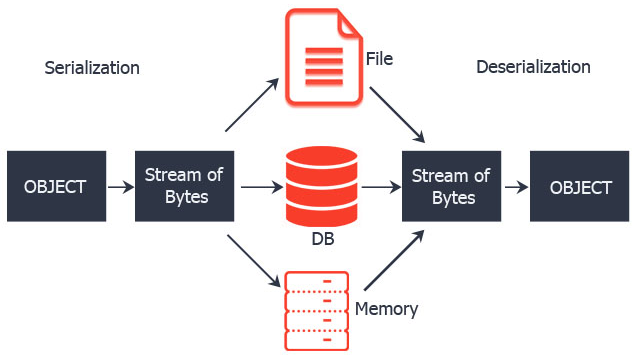 File
Serialization
Deserialization
OBJECT
Stream of
Bytes
DB
Stream of
Bytes
OBJECT
Memory